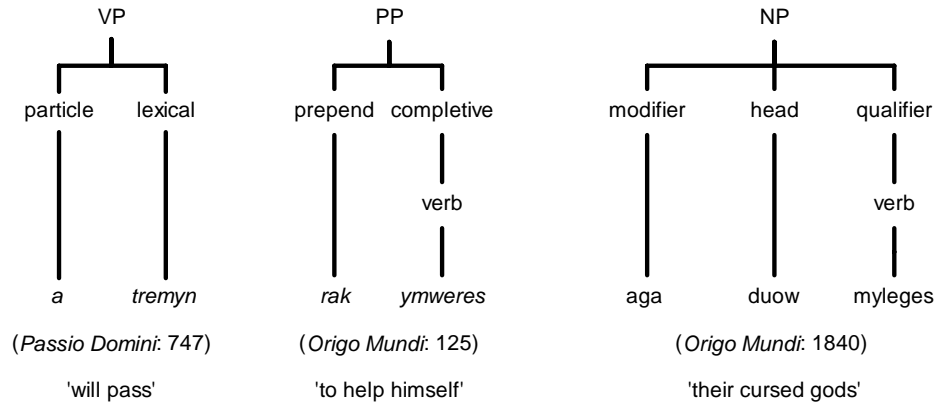 VP PP NP
particle lexical prepend completive modifier head qualifier
verb verb
a tremyn rak ymweres aga duow myleges
(Passio Domini: 747) (Origo Mundi: 125) (Origo Mundi: 1840)
'will pass' 'to help himself' 'their cursed gods'